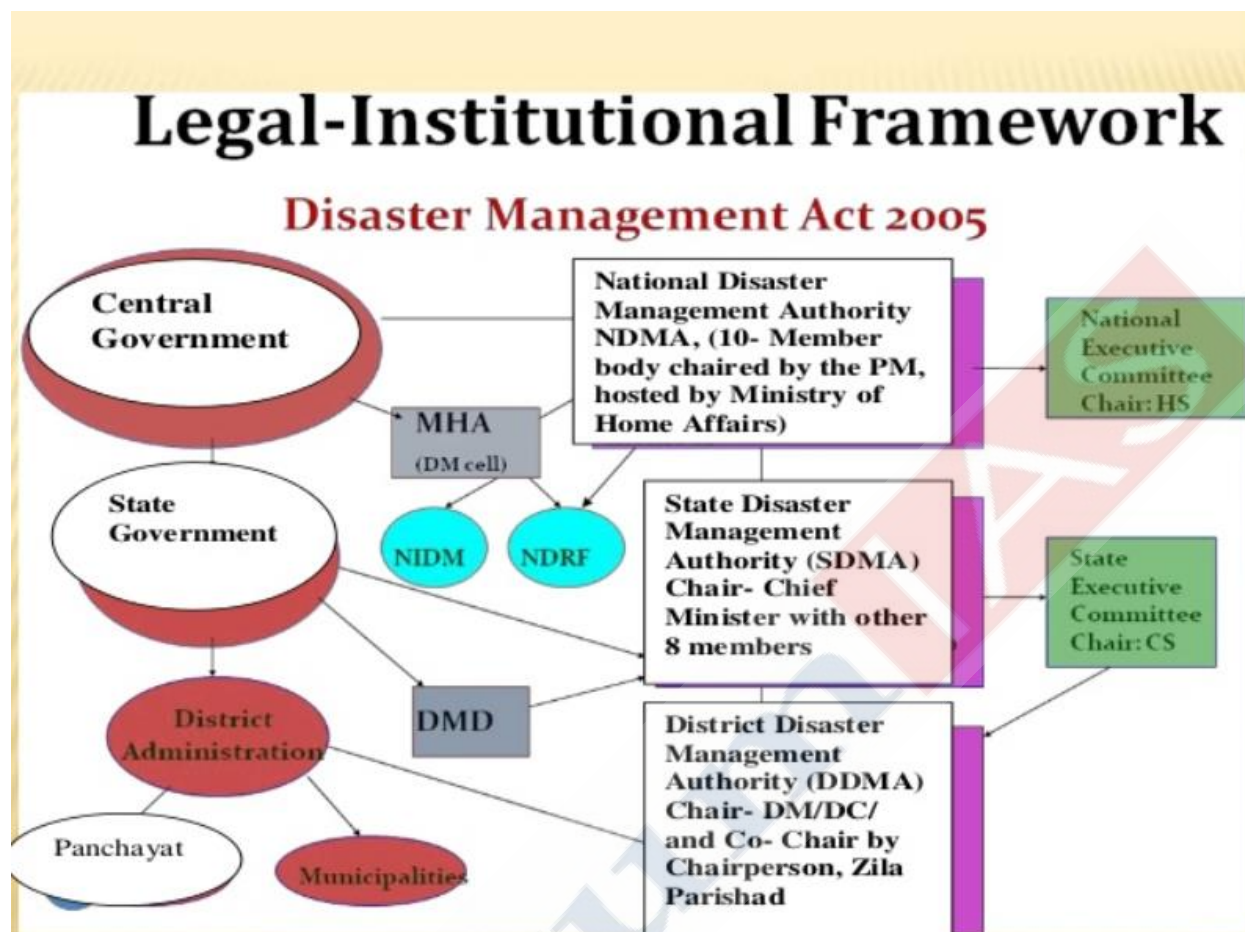 Legal-Institutional Framework
Disaster Management Act 2005
Central
Government
National Disaster
Management Authority
NDMA, (10- Member
body chaired by the PM,
hosted by Ministry of
Home Affairs)
National
Executive
Committee
Chair: HS
MHA
(DM cell)
State
Government
NIDM
NDRF
State Disaster
Management
Authority (SDMA)
Chair- Chief
Minister with other
8 members
State
Executive
Committee
Chair: CS
District
Administration
DMD
District Disaster
Management
Authority (DDMA)
Chair- DM/DC/
and Co- Chair by
Chairperson, Zila
Parishad
Panchayat
Municipalities